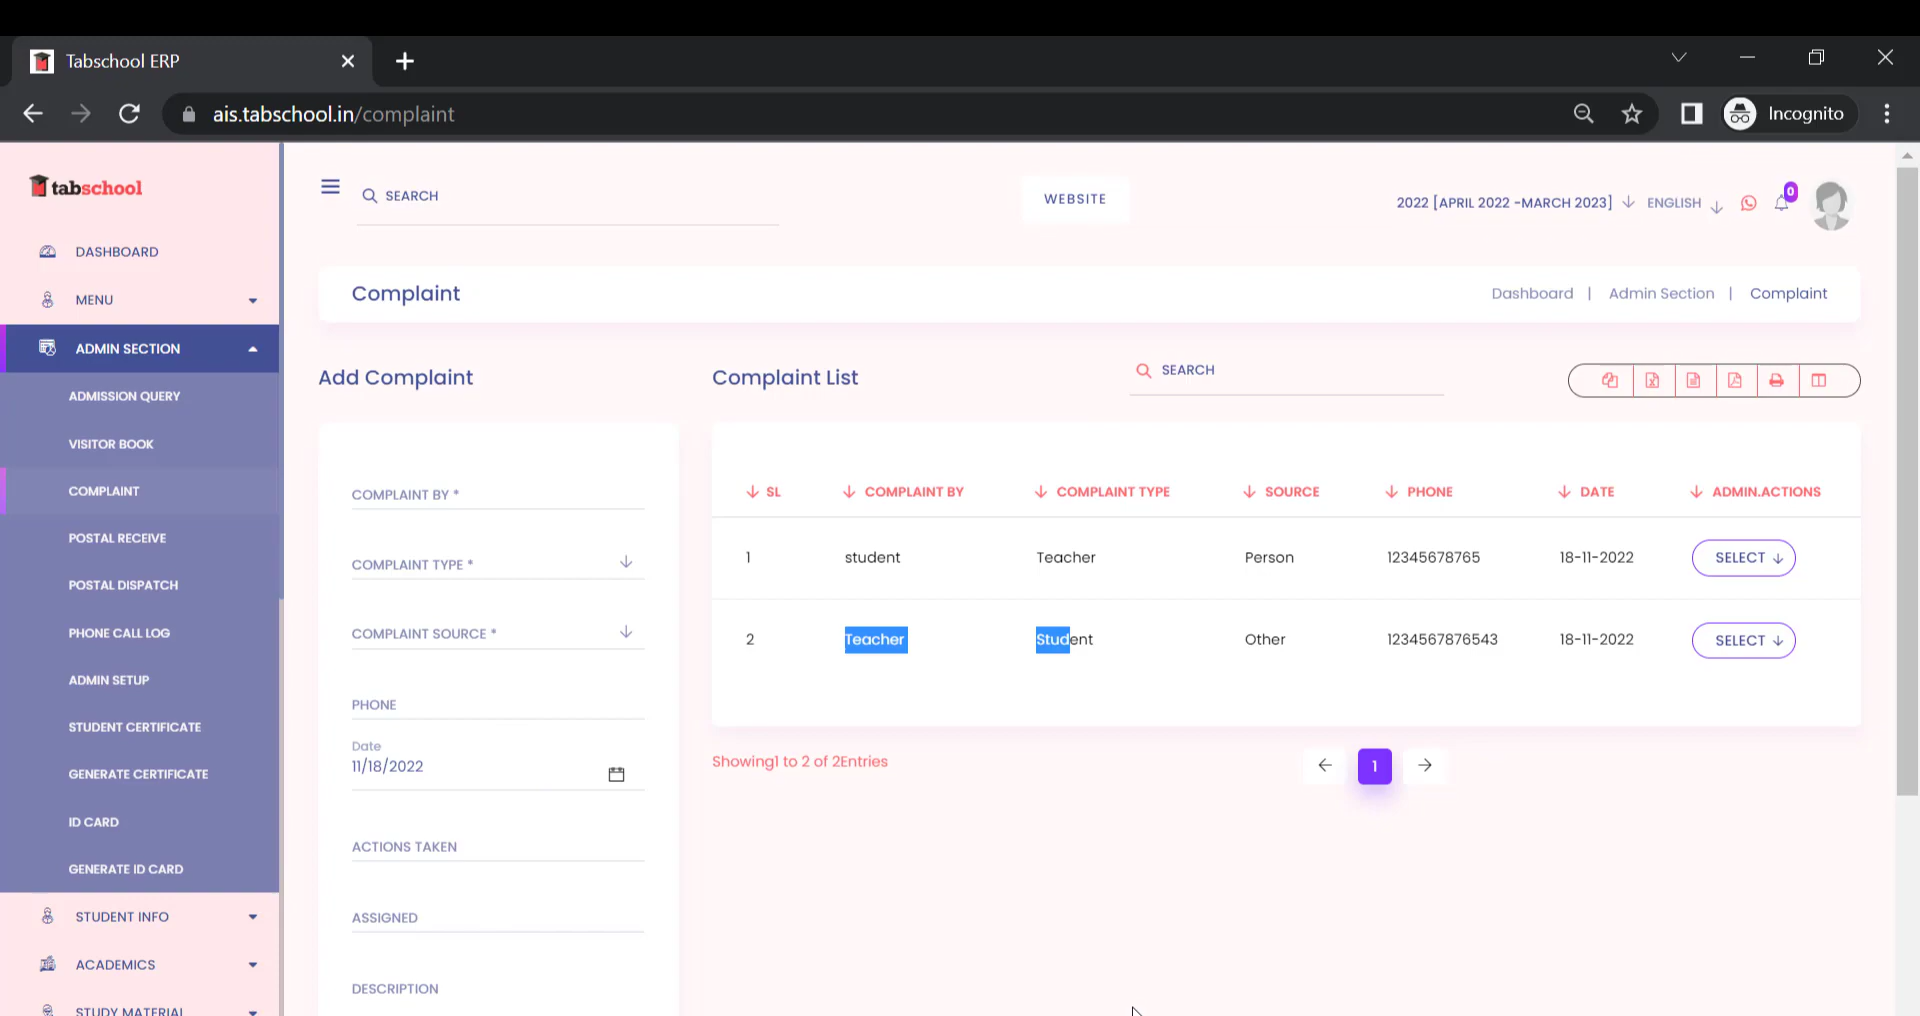 Tabschool ERP
ais.tabschool.in/complaint
Incognito
tabschool
SEARCH
WEBSITE
2022 [APRIL 2022 -MARCH 2023]
ENGLISH
0
DASHBOARD
MENU
ADMIN SECTION
ADMISSION QUERY
VISITOR BOOK
COMPLAINT
POSTAL RECEIVE
POSTAL DISPATCH
PHONE CALL LOG
ADMIN SETUP
STUDENT CERTIFICATE
GENERATE CERTIFICATE
ID CARD
GENERATE ID CARD
STUDENT INFO
ACADEMICS
STUDY MATERIAL
Complaint
Dashboard | Admin Section | Complaint
Add Complaint
COMPLAINT BY *
COMPLAINT TYPE *
COMPLAINT SOURCE *
PHONE
Date
11/18/2022
ACTIONS TAKEN
ASSIGNED
DESCRIPTION
Complaint List
SEARCH
SL COMPLAINT BY COMPLAINT TYPE SOURCE PHONE DATE ADMIN.ACTIONS
1 student Teacher Person 12345678765 18-11-2022 SELECT
2 Teacher Student Other 1234567876543 18-11-2022 SELECT
Showing1 to 2 of 2Entries
1